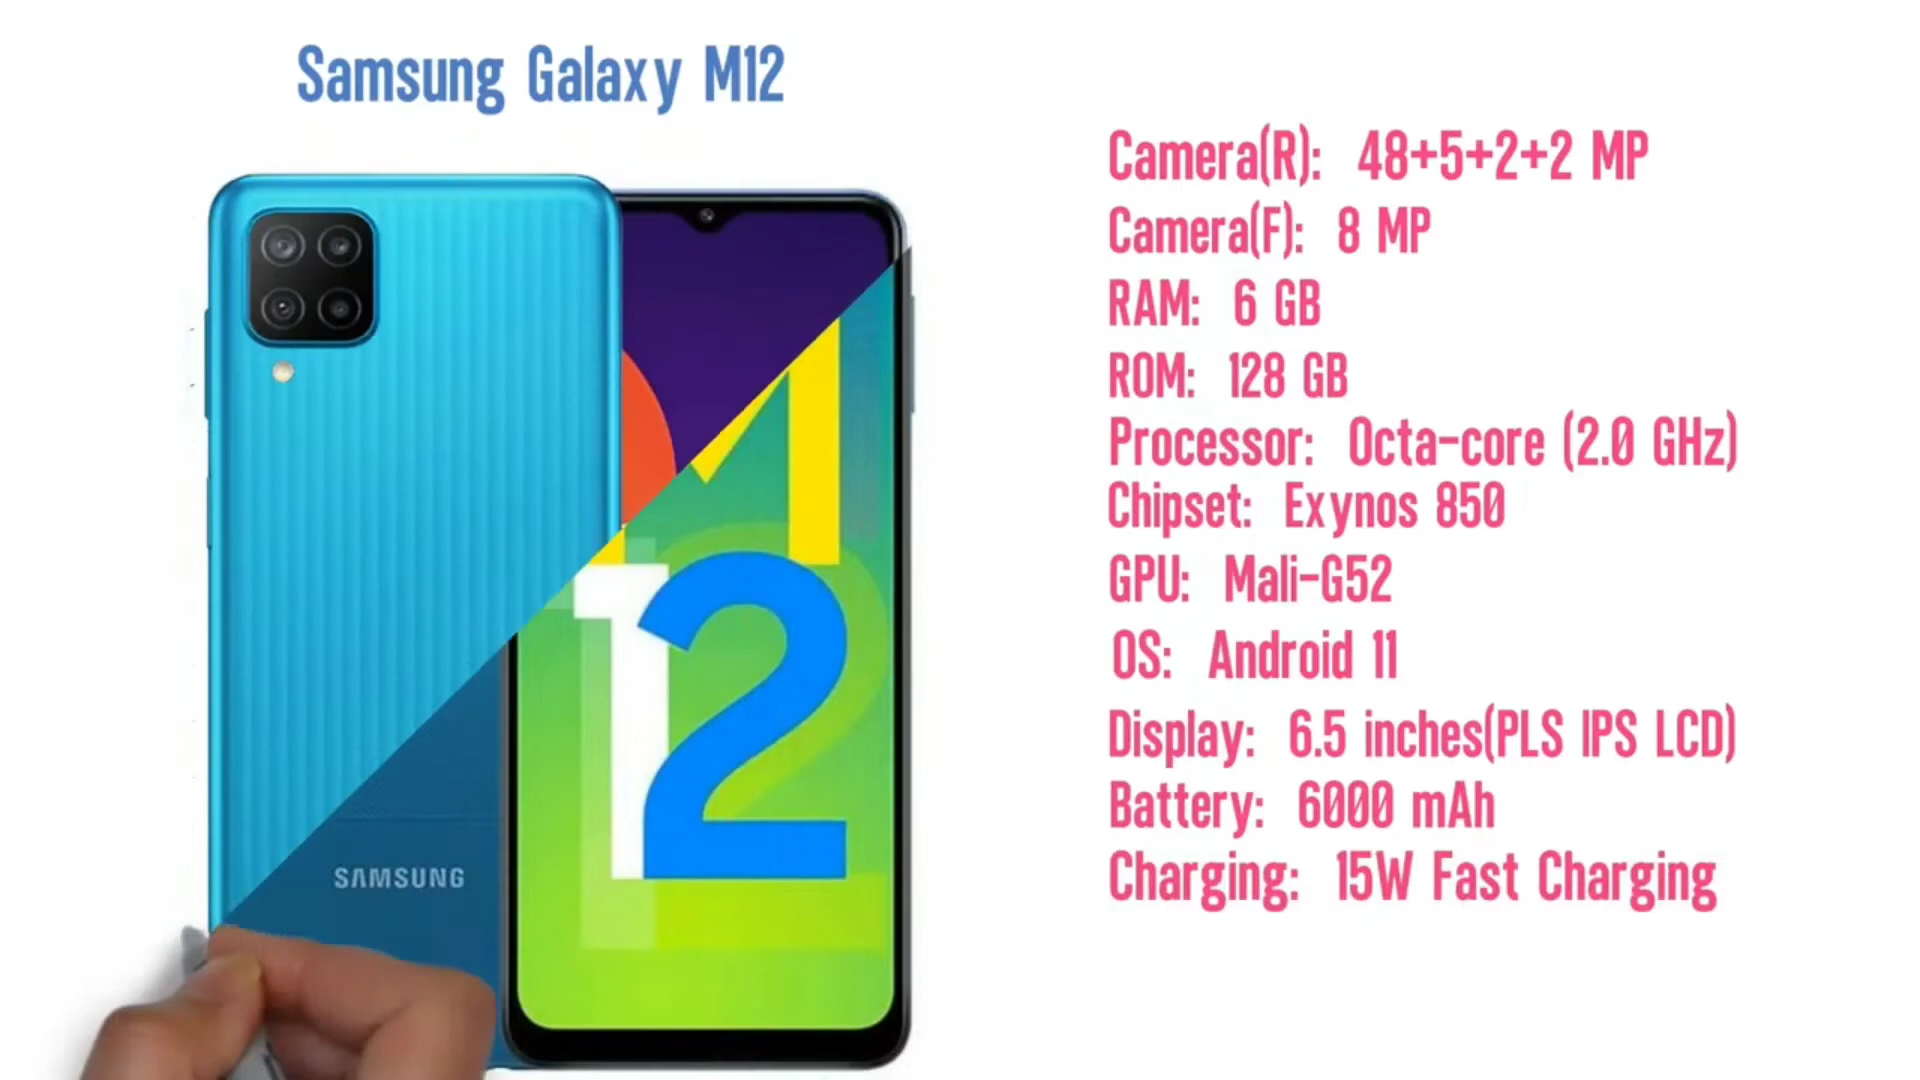 Samsung Galaxy M12
Camera(R): 48+5+2+2 MP
Camera(F): 8 MP
RAM: 6 GB
ROM: 128 GB
Processor: Octa-core (2.0 GHz)
Chipset: Exynos 850
GPU: Mali-G52
OS: Android 11
Display: 6.5 inches(PLS IPS LCD)
Battery: 6000 mAh
Charging: 15W Fast Charging
M
12
SAMSUNG